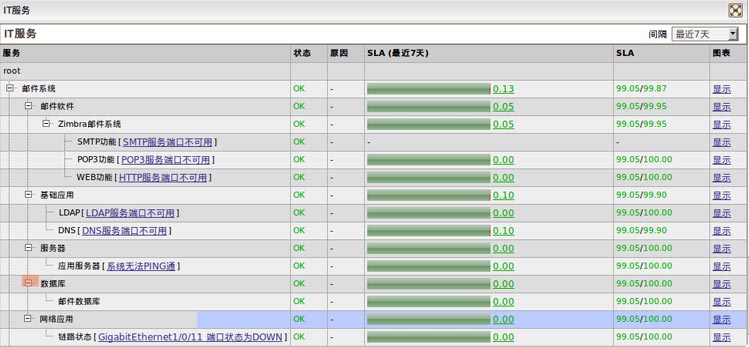 IT服务
IT服务 间隔 最近7天
服务 状态 原因 SLA (最近7天) SLA 图表
root
邮件系统 OK - 0.13 99.05/99.87 显示
邮件软件 OK - 0.05 99.05/99.95 显示
Zimbra邮件系统 OK - 0.05 99.05/99.95 显示
SMTP功能 [SMTP服务端口不可用] OK - - - 显示
POP3功能 [POP3服务端口不可用] OK - 0.00 99.05/100.00 显示
WEB功能 [HTTP服务端口不可用] OK - 0.00 99.05/100.00 显示
基础应用 OK - 0.10 99.05/99.90 显示
LDAP [LDAP服务端口不可用] OK - 0.00 99.05/100.00 显示
DNS [DNS服务端口不可用] OK - 0.10 99.05/99.90 显示
服务器 OK - 0.00 99.05/100.00 显示
应用服务器 [系统无法PING通] OK - 0.00 99.05/100.00 显示
数据库 OK - 0.00 99.05/100.00 显示
邮件数据库 OK - 0.00 99.05/100.00 显示
网络应用 OK - 0.00 99.05/100.00 显示
链路状态 [GigabitEthernet1/0/11 端口状态为DOWN] OK - 0.00 99.05/100.00 显示